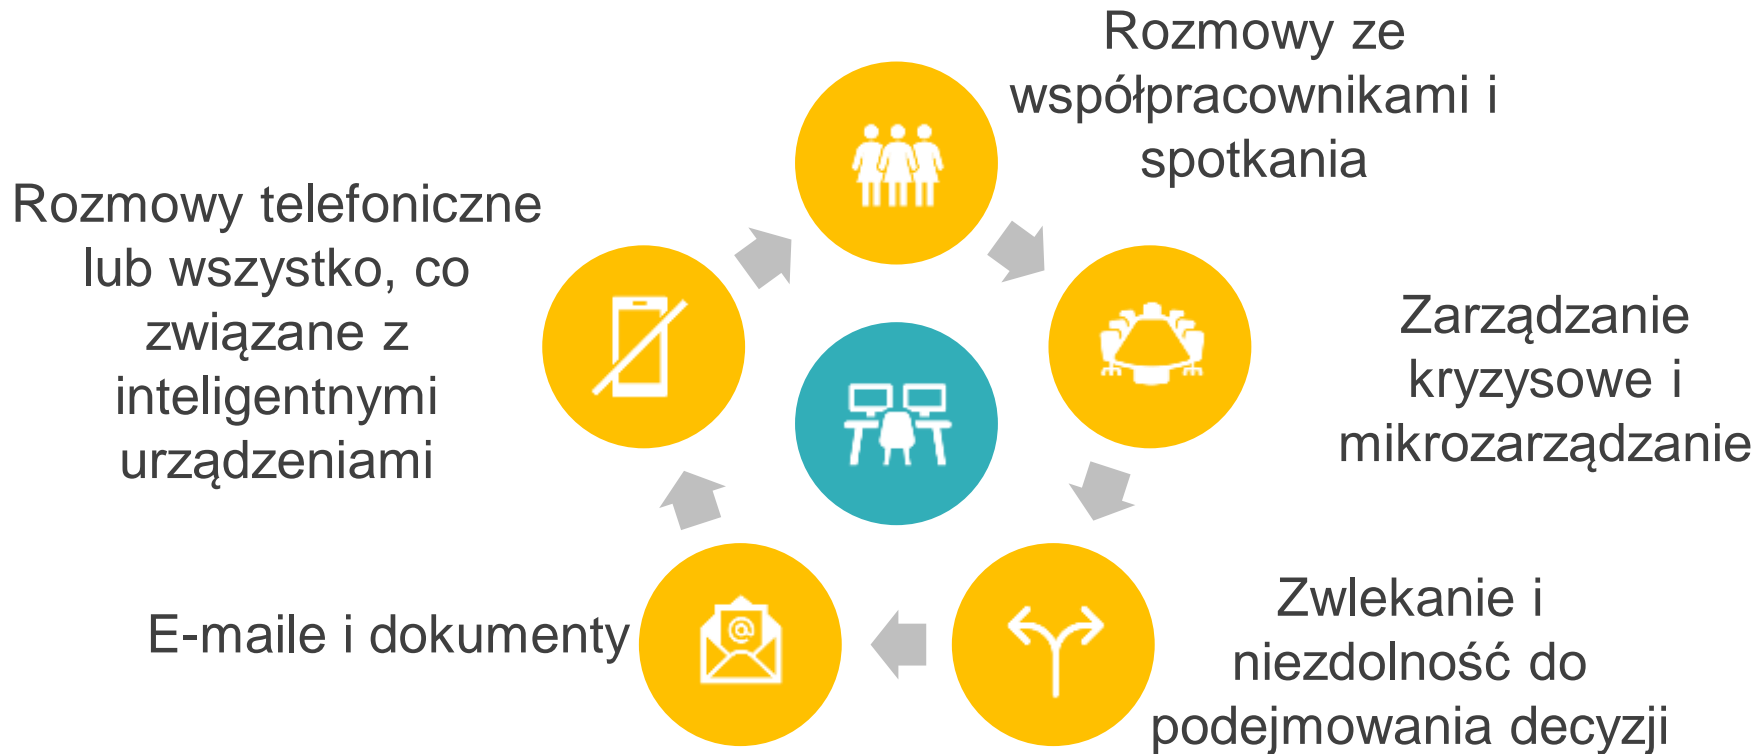 Rozmowy ze
współpracownikami i
spotkania
Zarządzanie
kryzysowe i
mikrozarządzanie
Zwlekanie i
niezdolność do
podejmowania decyzji
E-maile i dokumenty
Rozmowy telefoniczne
lub wszystko, co
związane z
inteligentnymi
urządzeniami
@